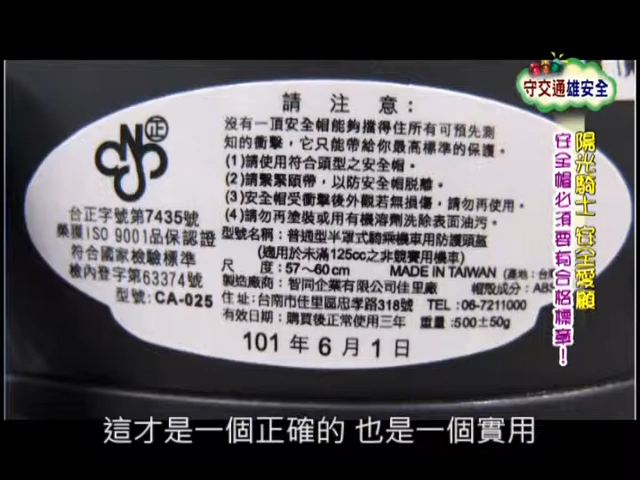 守交通雄安全
陽光騎士 安全愛顧
安全帽必須要有合格標章！
請注意：
沒有一頂安全帽能夠擋得住所有可預先測
知的衝擊，它只能帶給你最高標準的保護。
(1)請使用符合頭型之安全帽。
(2)請繫緊頤帶，以防安全帽脫離。
(3)安全帽受衝擊後外觀若無損傷，請勿再使用。
(4)請勿再塗裝或用有機溶劑洗除表面油污。
型號名稱：普通型半罩式騎乘機車用防護頭盔
(適用於未滿125cc之非競賽用機車)
尺 度：57～60cm MADE IN TAIWAN (產地：台
製造廠商：智同企業有限公司佳里廠 帽殼成分：ABS
住 址：台南市佳里區忠孝路318號 TEL：06-7211000
有效日期：購買後正常使用三年 重量：500±50g
101年6月1日
正
台正字號第7435號
榮獲ISO 9001品保認證
符合國家檢驗標準
檢內登字第63374號
型號：CA-025
這才是一個正確的 也是一個實用